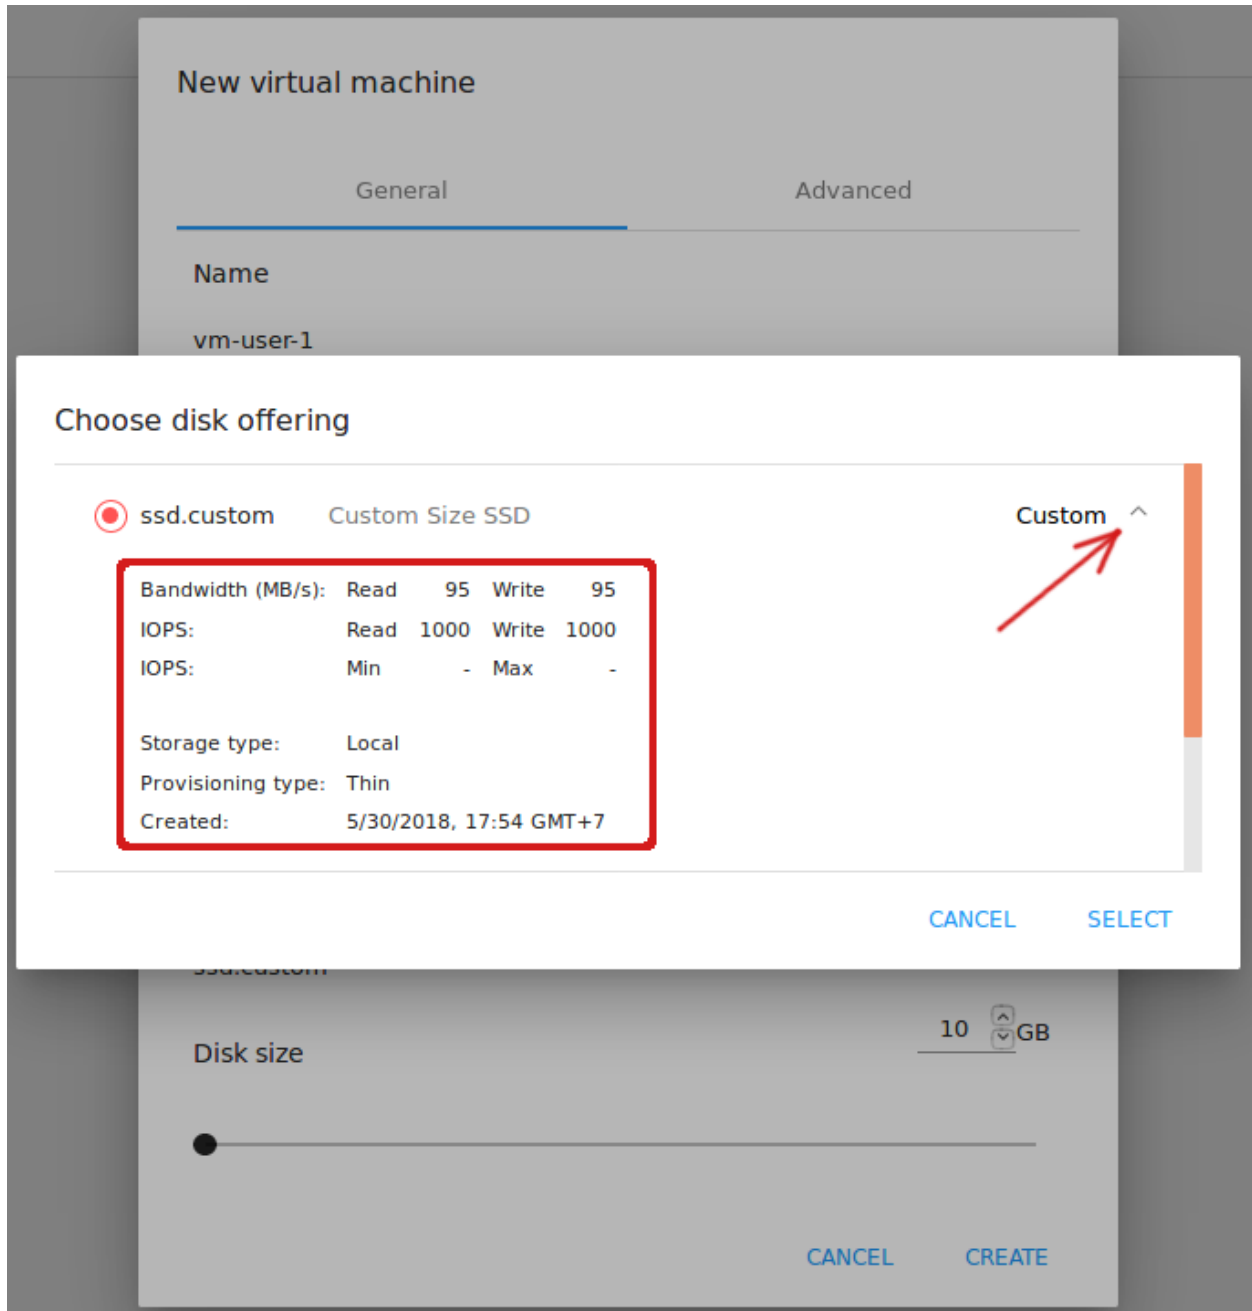 New virtual machine
General Advanced
Name
vm-user-1
Choose disk offering
ssd.custom Custom Size SSD Custom
Bandwidth (MB/s): Read 95 Write 95
IOPS: Read 1000 Write 1000
IOPS: Min - Max -
Storage type: Local
Provisioning type: Thin
Created: 5/30/2018, 17:54 GMT+7
CANCEL SELECT
ssd.custom
10 GB
Disk size
CANCEL CREATE